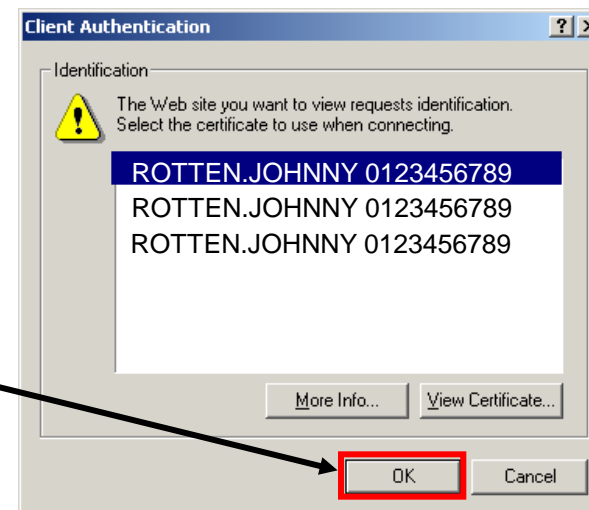 Client Authentication
Identification
The Web site you want to view requests identification.
Select the certificate to use when connecting.
ROTTEN.JOHNNY 0123456789
ROTTEN.JOHNNY 0123456789
ROTTEN.JOHNNY 0123456789
More Info... View Certificate...
OK Cancel